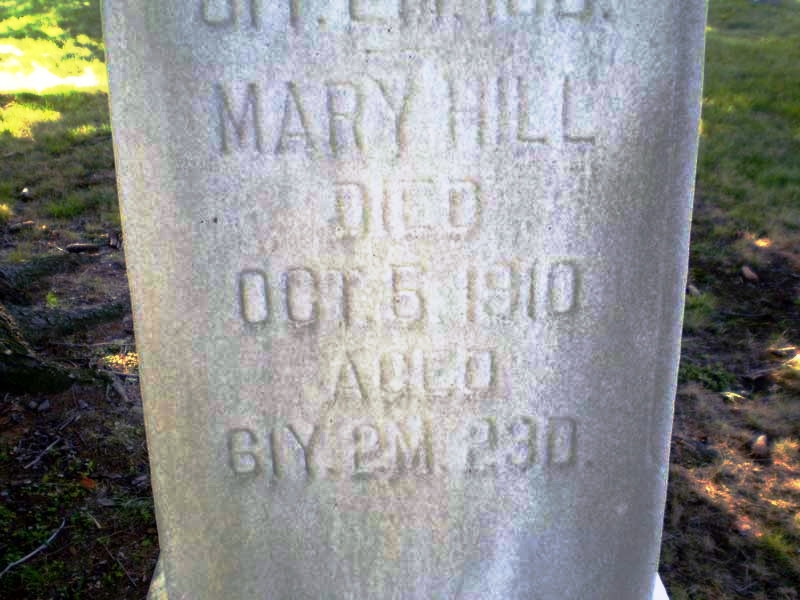 MARY HILL
DIED
OCT. 5. 1910
AGED
61Y. 2M. 23D.